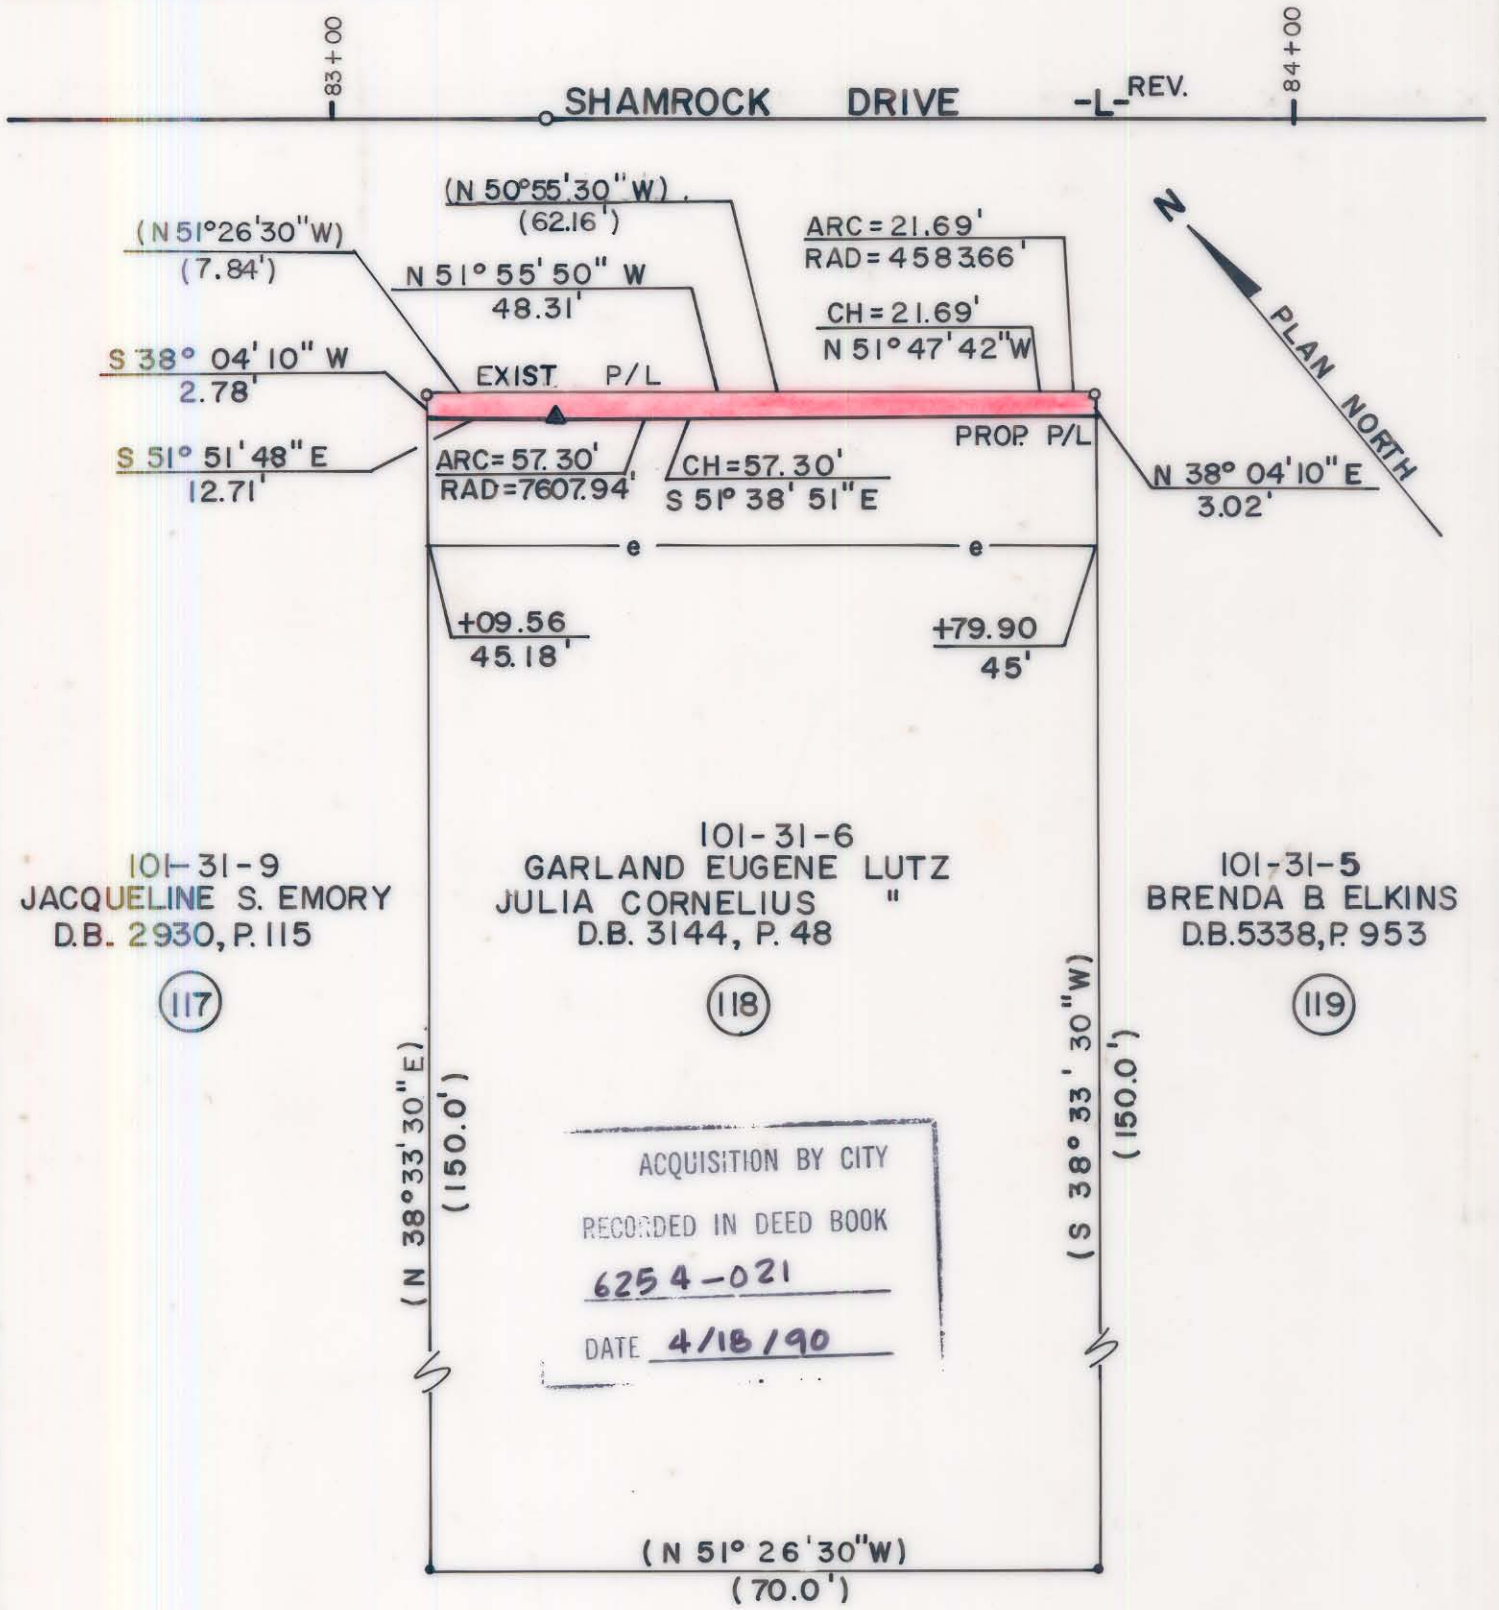 83+00
84+00
SHAMROCK DRIVE -L- REV.
(N 50°55'30"W)
(62.16')
(N 51°26'30"W)
(7.84')
N 51° 55' 50" W
48.31'
ARC = 21.69'
RAD = 4583.66'
CH = 21.69'
N 51° 47' 42" W
N
PLAN NORTH
S 38° 04' 10" W
2.78'
EXIST. P/L
PROP. P/L
S 51° 51' 48" E
12.71'
ARC = 57.30'
RAD = 7607.94'
CH = 57.30'
S 51° 38' 51" E
N 38° 04' 10" E
3.02'
e
e
+09.56
45.18'
+79.90
45'
101-31-9
JACQUELINE S. EMORY
D.B. 2930, P. 115
117
101-31-6
GARLAND EUGENE LUTZ
JULIA CORNELIUS "
D.B. 3144, P. 48
118
101-31-5
BRENDA B. ELKINS
D.B. 5338, P. 953
119
(N 38°33'30"E)
(150.0')
(S 38° 33' 30"W)
(150.0')
ACQUISITION BY CITY
RECORDED IN DEED BOOK
6254-021
DATE 4/18/90
(N 51° 26'30"W)
(70.0')